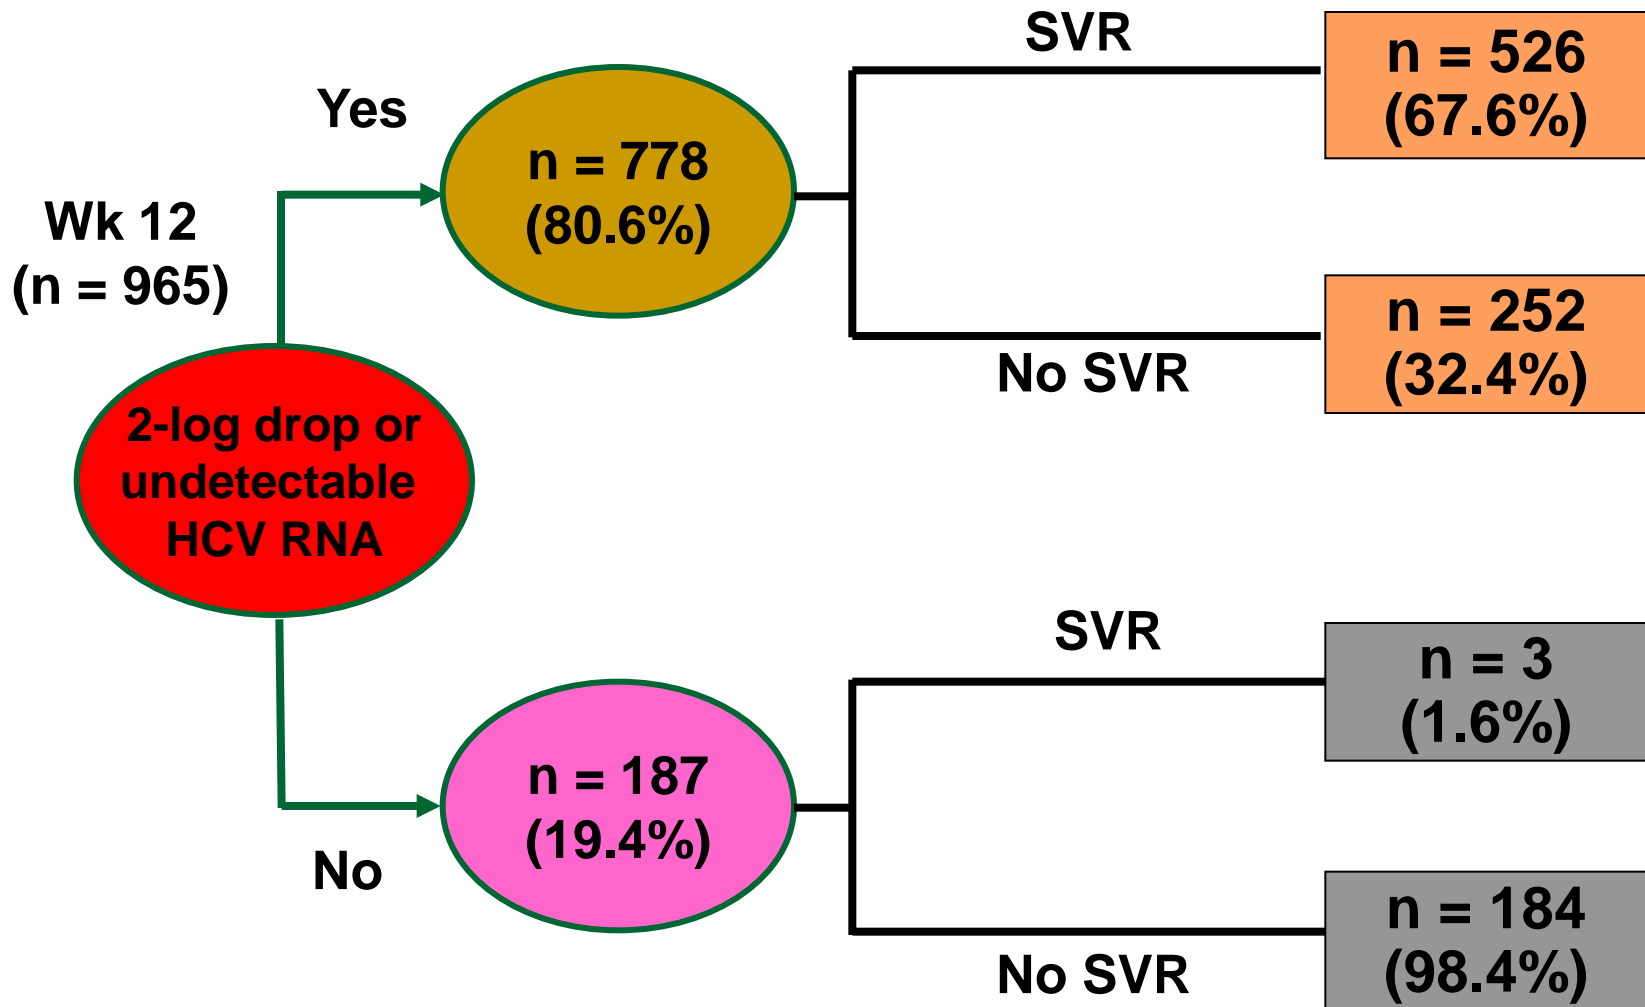 Wk 12
(n = 965)
2-log drop or
undetectable
HCV RNA
Yes
n = 778
(80.6%)
SVR
n = 526
(67.6%)
No SVR
n = 252
(32.4%)
No
n = 187
(19.4%)
SVR
n = 3
(1.6%)
No SVR
n = 184
(98.4%)